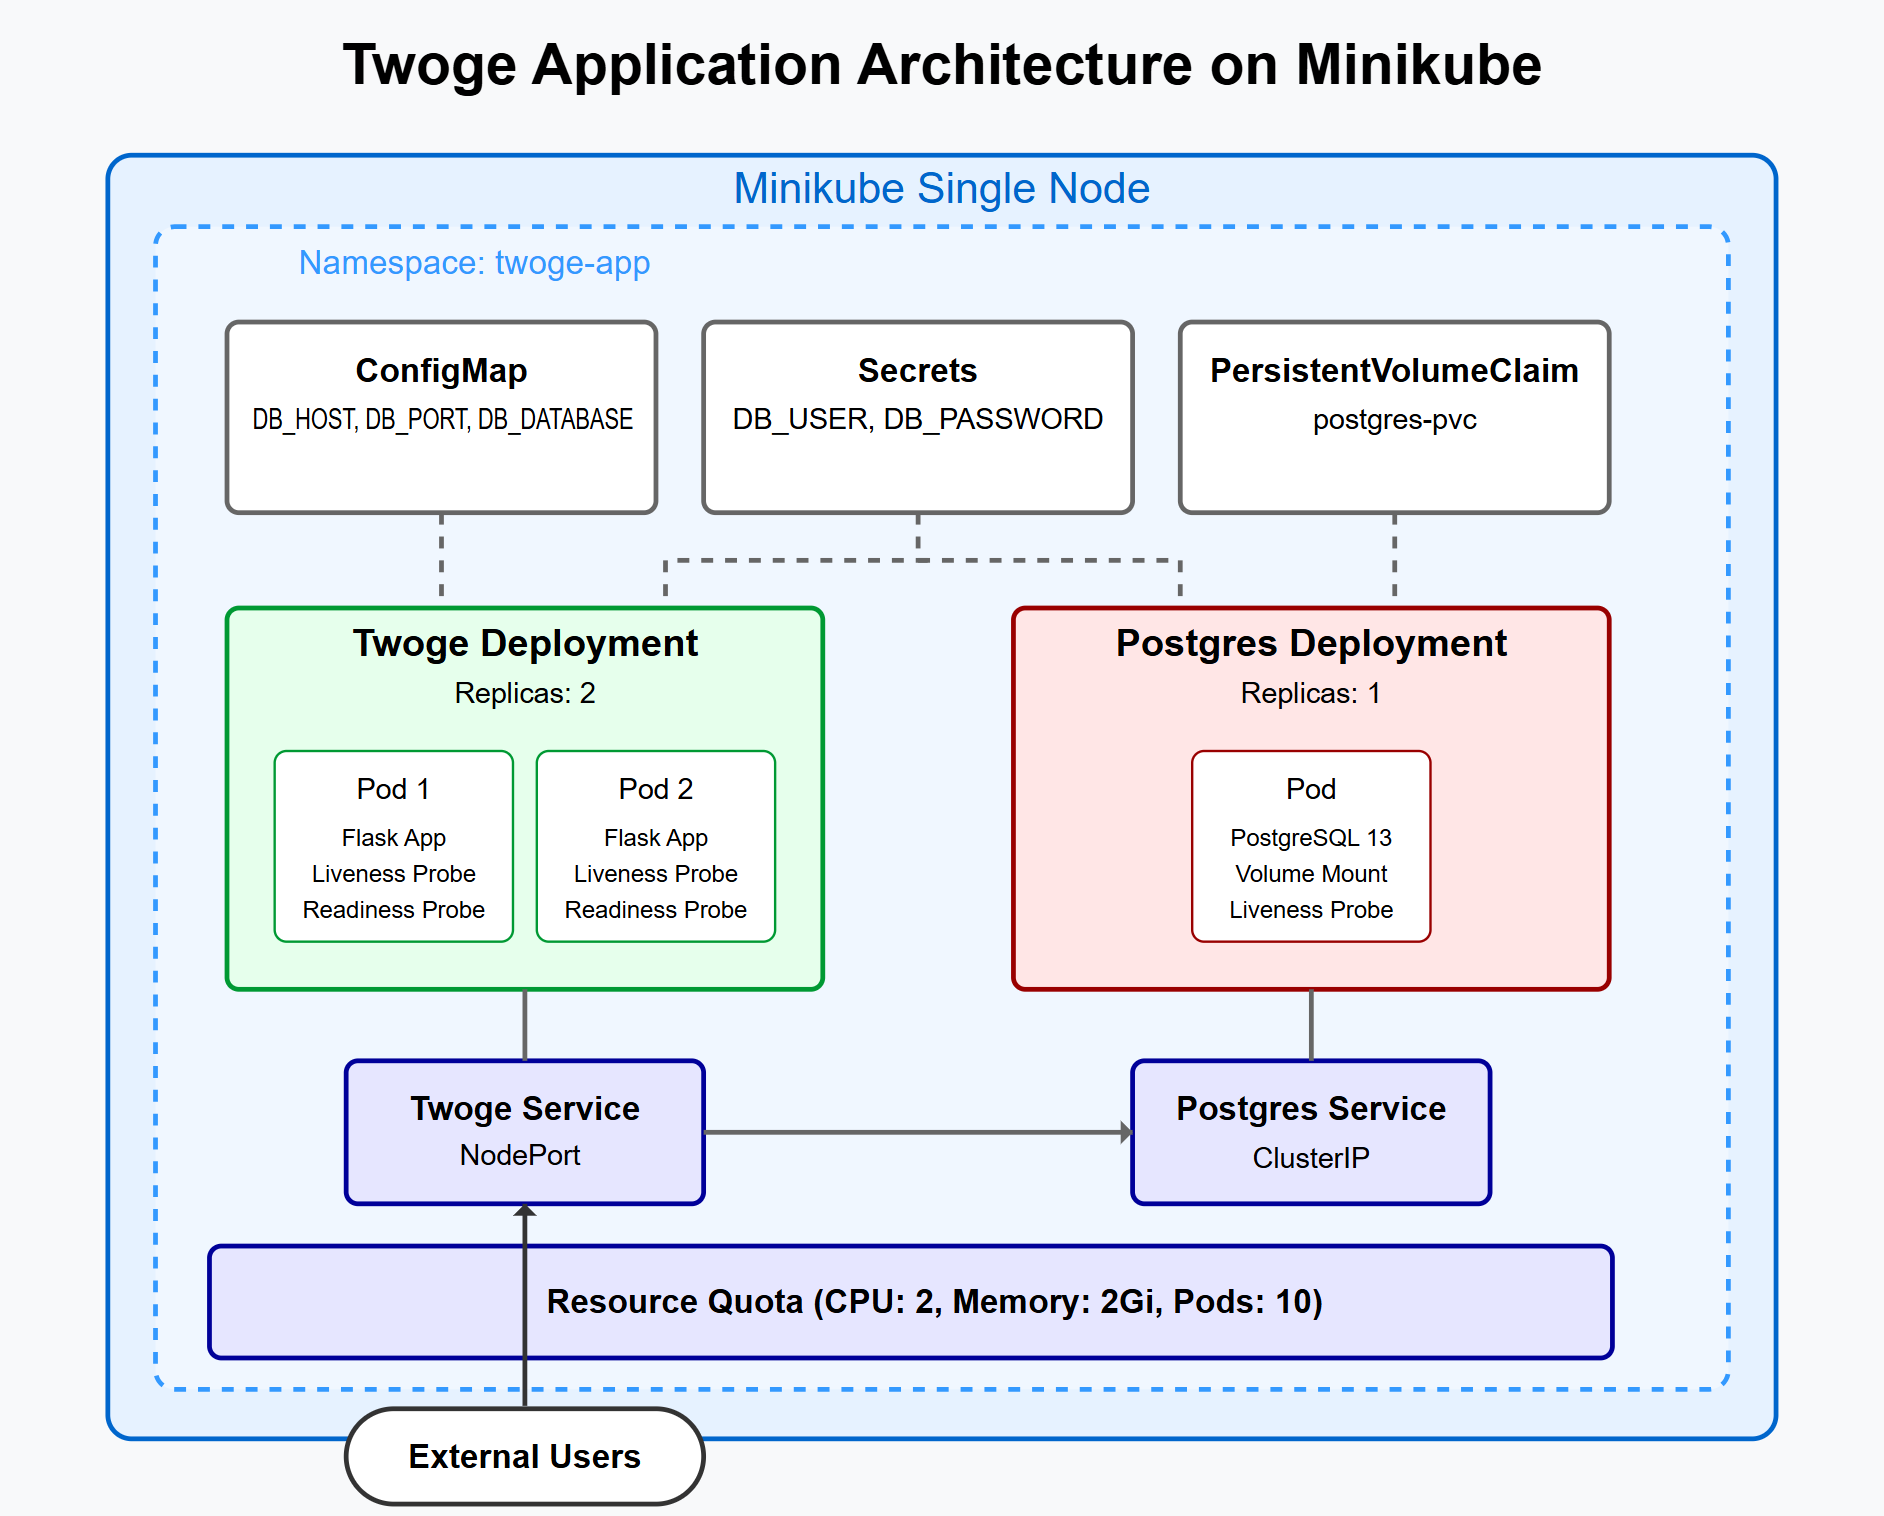 Twoge Application Architecture on Minikube
Minikube Single Node
Namespace: twoge-app
ConfigMap
DB_HOST, DB_PORT, DB_DATABASE
Secrets
DB_USER, DB_PASSWORD
PersistentVolumeClaim
postgres-pvc
Twoge Deployment
Replicas: 2
Pod 1
Flask App
Liveness Probe
Readiness Probe
Pod 2
Flask App
Liveness Probe
Readiness Probe
Postgres Deployment
Replicas: 1
Pod
PostgreSQL 13
Volume Mount
Liveness Probe
Twoge Service
NodePort
Postgres Service
ClusterIP
Resource Quota (CPU: 2, Memory: 2Gi, Pods: 10)
External Users